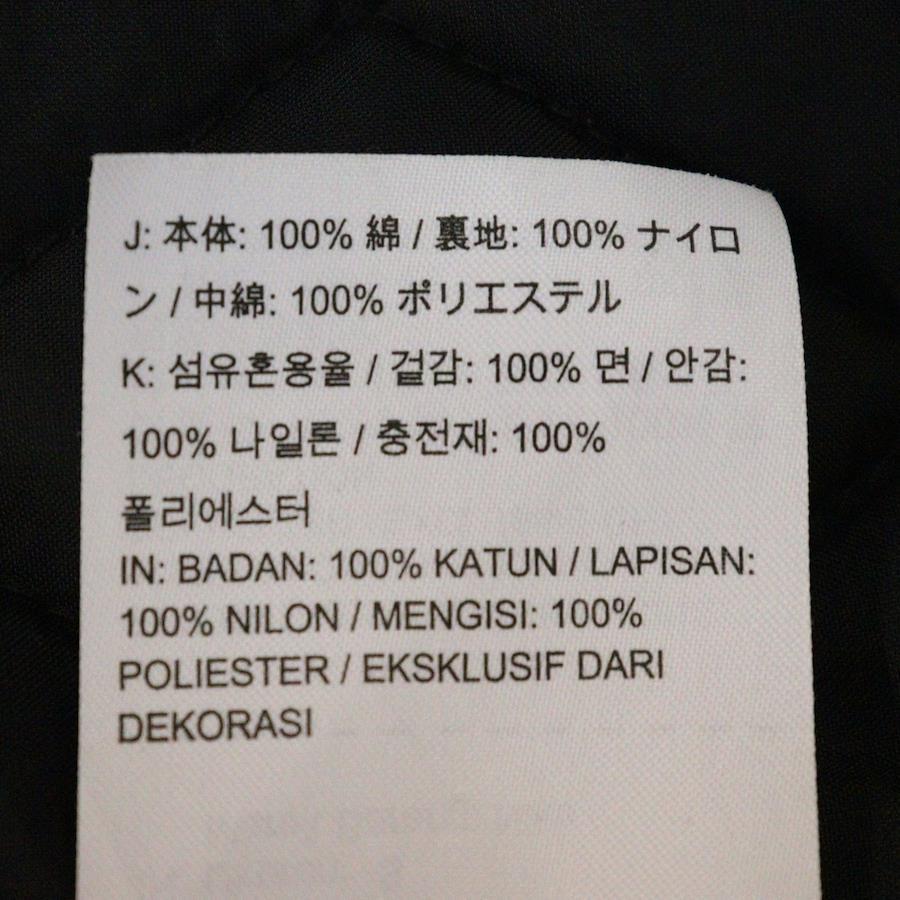 J: 本体: 100% 綿 / 裏地: 100% ナイロ
ン / 中綿: 100% ポリエステル
K: 섬유혼용율 / 겉감: 100% 면 / 안감:
100% 나일론 / 충전재: 100%
폴리에스터
IN: BADAN: 100% KATUN / LAPISAN:
100% NILON / MENGISI: 100%
POLIESTER / EKSKLUSIF DARI
DEKORASI